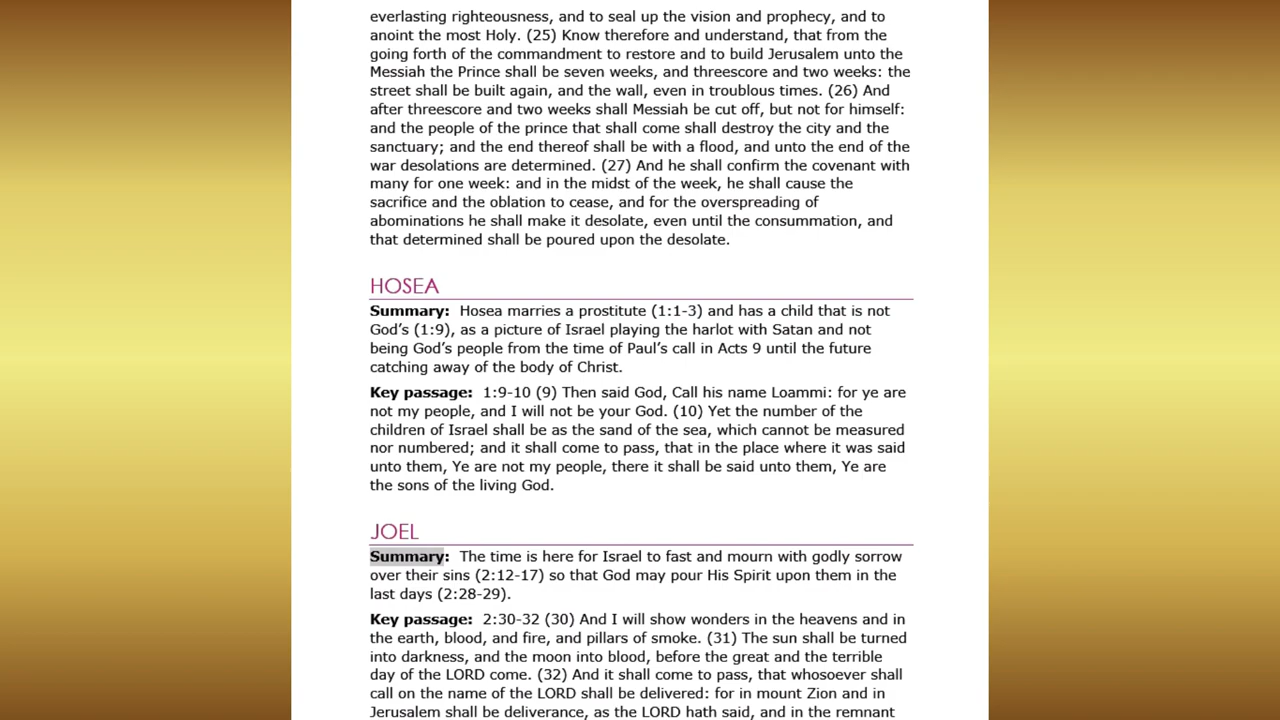 everlasting righteousness, and to seal up the vision and prophecy, and to
anoint the most Holy. (25) Know therefore and understand, that from the
going forth of the commandment to restore and to build Jerusalem unto the
Messiah the Prince shall be seven weeks, and threescore and two weeks: the
street shall be built again, and the wall, even in troublous times. (26) And
after threescore and two weeks shall Messiah be cut off, but not for himself:
and the people of the prince that shall come shall destroy the city and the
sanctuary; and the end thereof shall be with a flood, and unto the end of the
war desolations are determined. (27) And he shall confirm the covenant with
many for one week: and in the midst of the week, he shall cause the
sacrifice and the oblation to cease, and for the overspreading of
abominations he shall make it desolate, even until the consummation, and
that determined shall be poured upon the desolate.
HOSEA
Summary: Hosea marries a prostitute (1:1-3) and has a child that is not
God's (1:9), as a picture of Israel playing the harlot with Satan and not
being God's people from the time of Paul's call in Acts 9 until the future
catching away of the body of Christ.
Key passage: 1:9-10 (9) Then said God, Call his name Loammi: for ye are
not my people, and I will not be your God. (10) Yet the number of the
children of Israel shall be as the sand of the sea, which cannot be measured
nor numbered; and it shall come to pass, that in the place where it was said
unto them, Ye are not my people, there it shall be said unto them, Ye are
the sons of the living God.
JOEL
Summary: The time is here for Israel to fast and mourn with godly sorrow
over their sins (2:12-17) so that God may pour His Spirit upon them in the
last days (2:28-29).
Key passage: 2:30-32 (30) And I will show wonders in the heavens and in
the earth, blood, and fire, and pillars of smoke. (31) The sun shall be turned
into darkness, and the moon into blood, before the great and the terrible
day of the LORD come. (32) And it shall come to pass, that whosoever shall
call on the name of the LORD shall be delivered: for in mount Zion and in
Jerusalem shall be deliverance, as the LORD hath said, and in the remnant